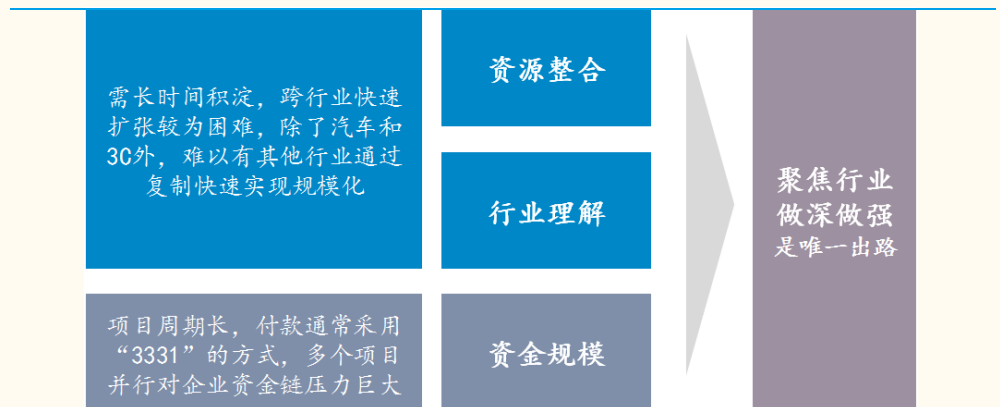 需长时间积淀，跨行业快速
扩张较为困难，除了汽车和
3C外，难以有其他行业通过
复制快速实现规模化
资源整合
行业理解
项目周期长，付款通常采用
“3331”的方式，多个项目
并行对企业资金链压力巨大
资金规模
聚焦行业
做深做强
是唯一出路